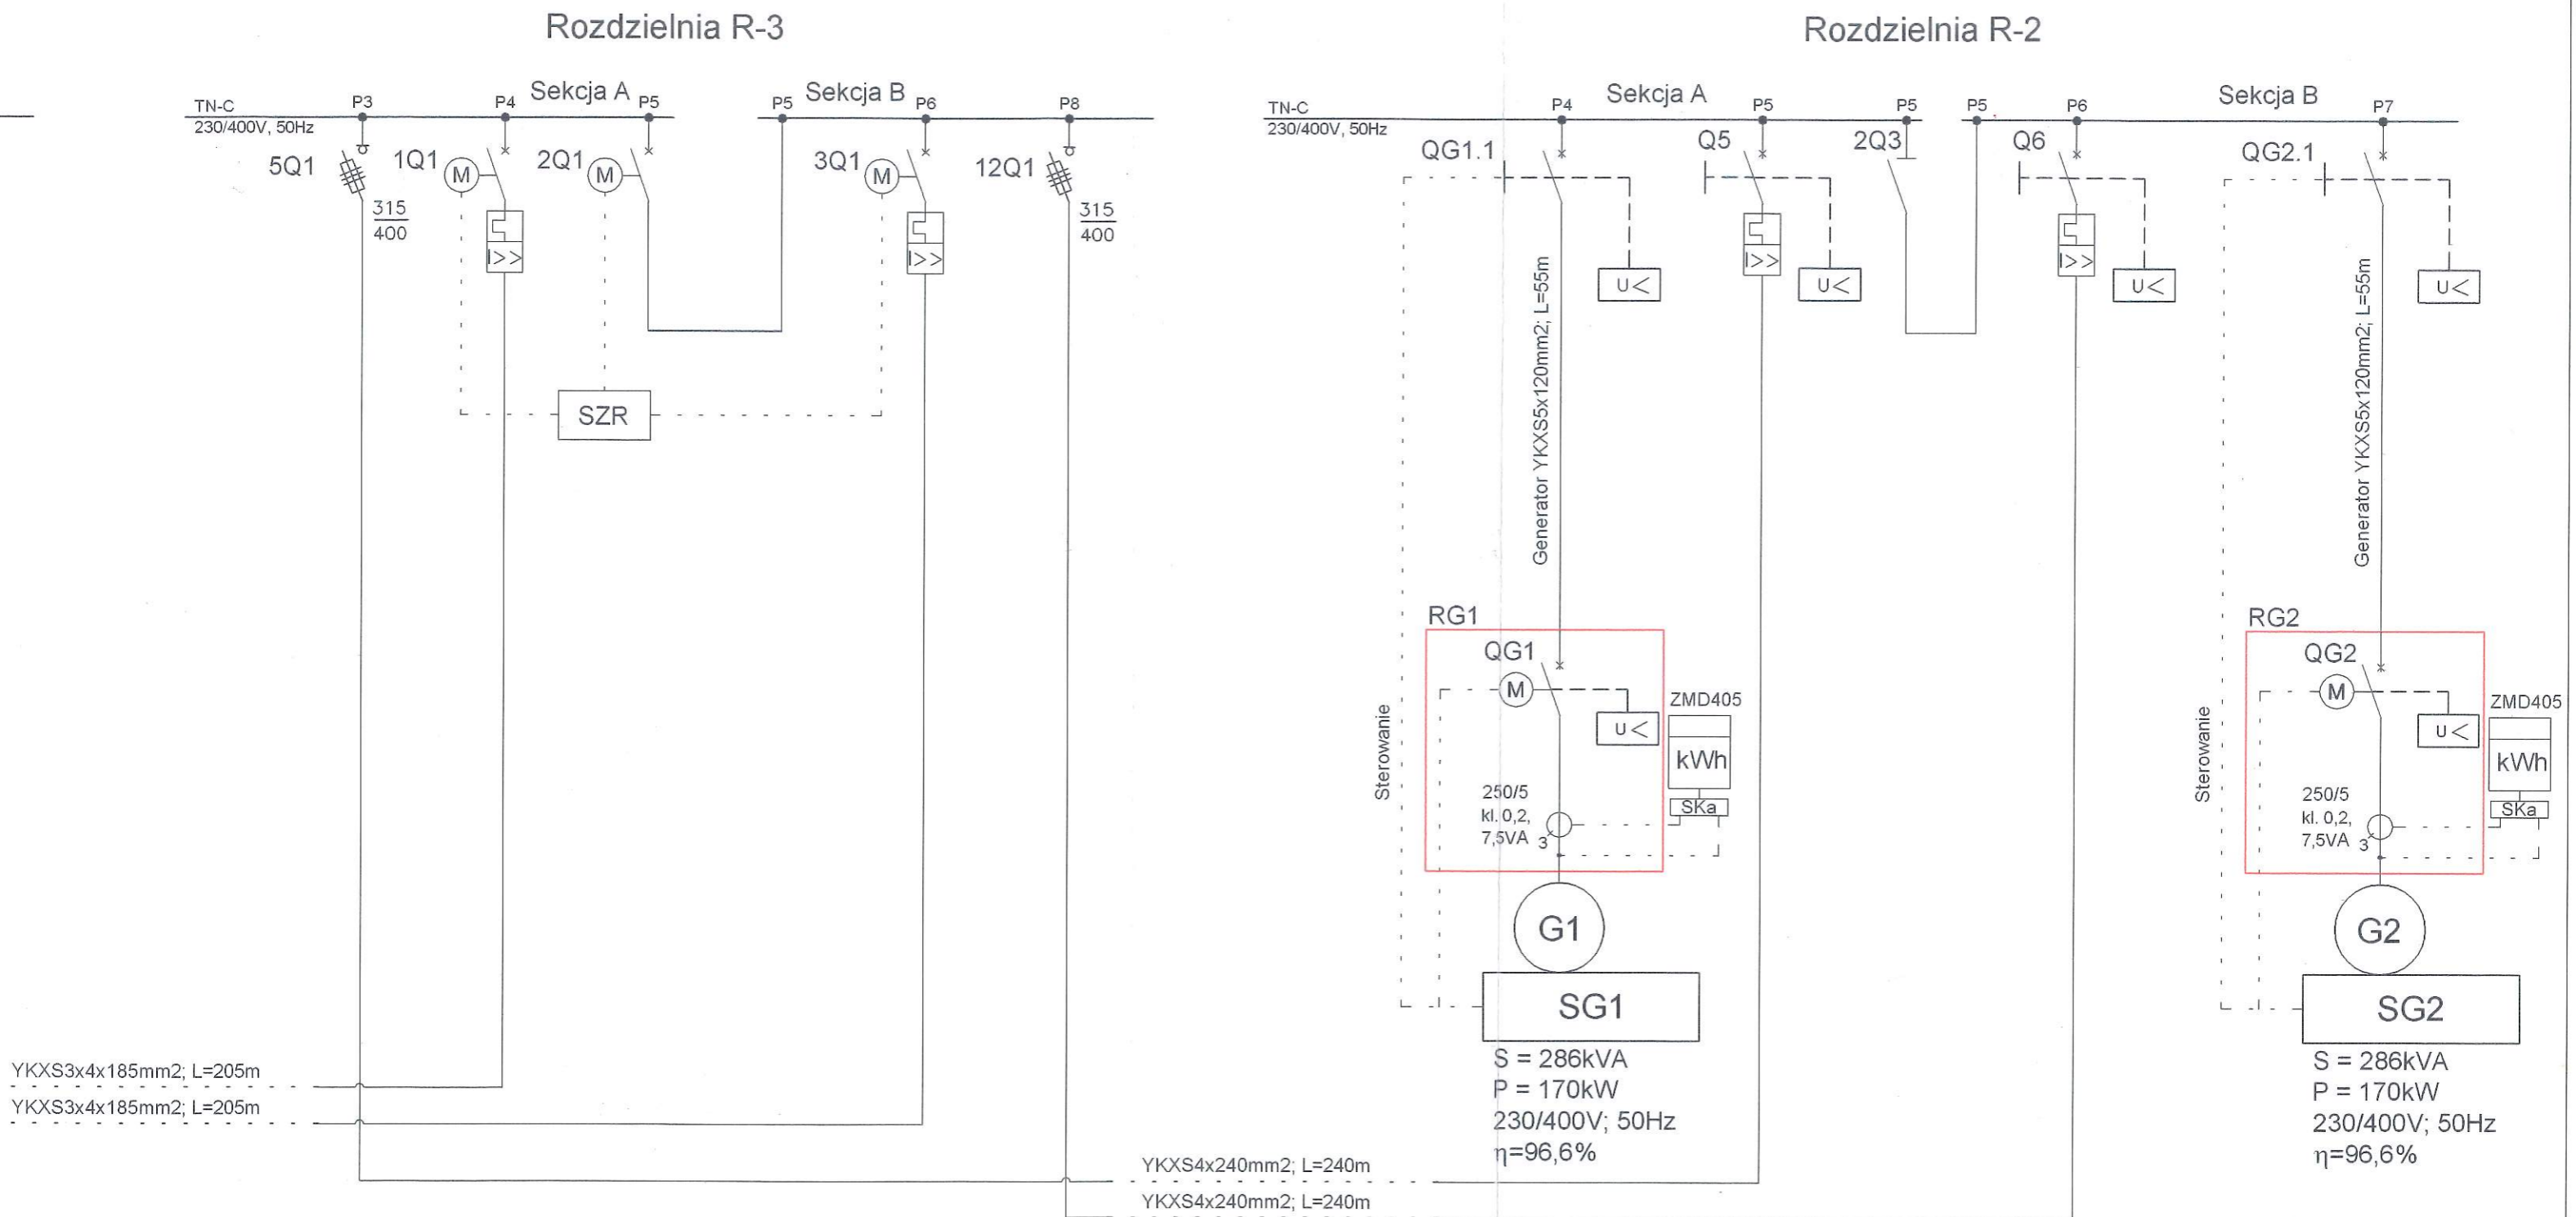 Rozdzielnia R-3
Rozdzielnia R-2
TN-C
230/400V, 50Hz
P3
P4
Sekcja A
P5
P5
Sekcja B
P6
P8
5Q1
315
400
1Q1
M
I>>
2Q1
M
3Q1
M
I>>
12Q1
315
400
SZR
TN-C
230/400V, 50Hz
P4
Sekcja A
P5
P5
P5
P6
Sekcja B
P7
QG1.1
U<
Q5
I>>
U<
2Q3
Q6
I>>
U<
QG2.1
U<
Generator YKXS5x120mm2; L=55m
Generator YKXS5x120mm2; L=55m
RG1
QG1
M
U<
ZMD405
kWh
SKa
250/5
kl. 0,2,
7,5VA
3
Sterowanie
G1
SG1
S = 286kVA
P = 170kW
230/400V; 50Hz
η=96,6%
RG2
QG2
M
U<
ZMD405
kWh
SKa
250/5
kl. 0,2,
7,5VA
3
Sterowanie
G2
SG2
S = 286kVA
P = 170kW
230/400V; 50Hz
η=96,6%
YKXS3x4x185mm2; L=205m
YKXS3x4x185mm2; L=205m
YKXS4x240mm2; L=240m
YKXS4x240mm2; L=240m